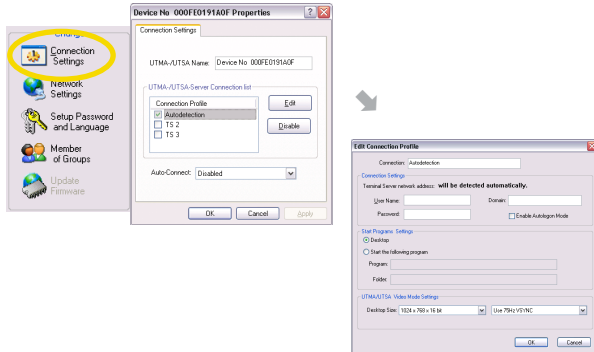 Change
Connection
Settings
Network
Settings
Setup Password
and Language
Member
of Groups
Update
Firmware
Device No 000FE0191A0F Properties
Connection Settings
UTMA-/UTSA Name: Device No 000FE0191A0F
UTMA-/UTSA-Server Connection list
Connection Profile
Autodetection
TS 2
TS 3
Edit
Disable
Auto-Connect: Disabled
OK Cancel Apply
Edit Connection Profile
Connection: Autodetection
Connection Settings
Terminal Server network address: will be detected automatically.
User Name: Domain:
Password: Enable Autologon Mode
Start Programs Settings
Desktop
Start the following program
Program:
Folder:
UTMA/UTSA Video Mode Settings
Desktop Size: 1024 x 768 x 16 bit Use 75Hz VSYNC
OK Cancel